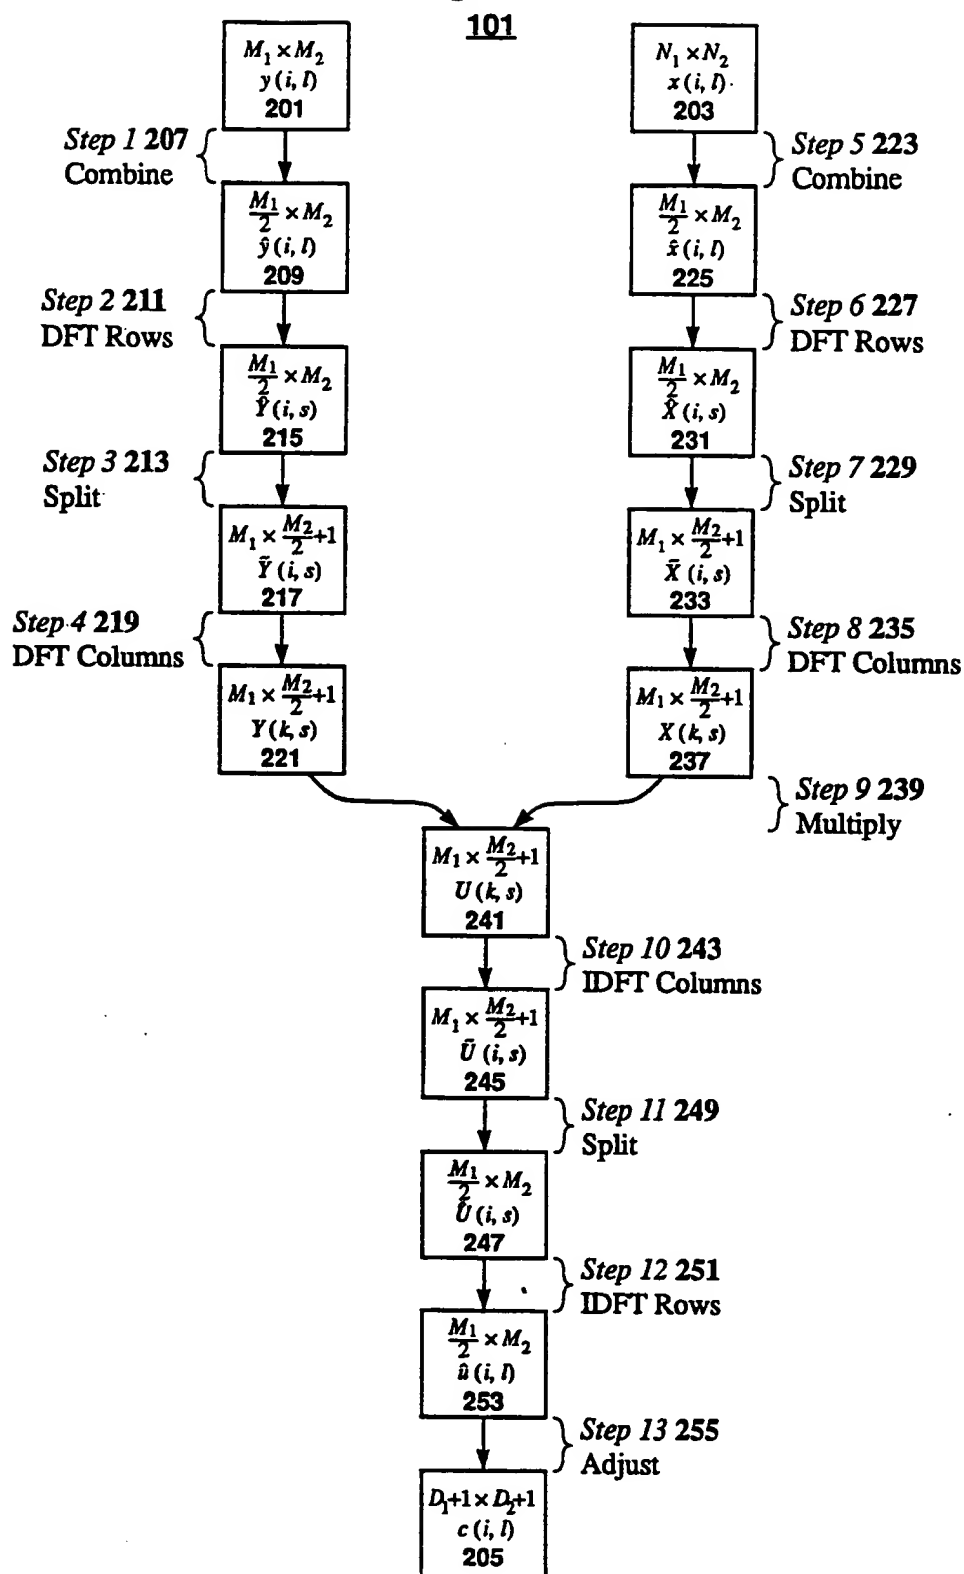 101
M₁ × M₂
y(i, l)
201
Step 1 207
Combine
M₁/2 × M₂
ŷ(i, l)
209
Step 2 211
DFT Rows
M₁/2 × M₂
Ŷ(i, s)
215
Step 3 213
Split
M₁ × M₂/2+1
Ỹ(i, s)
217
Step 4 219
DFT Columns
M₁ × M₂/2+1
Y(k, s)
221
N₁ × N₂
x(i, l)
203
Step 5 223
Combine
M₁/2 × M₂
x̂(i, l)
225
Step 6 227
DFT Rows
M₁/2 × M₂
X̂(i, s)
231
Step 7 229
Split
M₁ × M₂/2+1
X̃(i, s)
233
Step 8 235
DFT Columns
M₁ × M₂/2+1
X(k, s)
237
Step 9 239
Multiply
M₁ × M₂/2+1
U(k, s)
241
Step 10 243
IDFT Columns
M₁ × M₂/2+1
Ũ(i, s)
245
Step 11 249
Split
M₁/2 × M₂
Û(i, s)
247
Step 12 251
IDFT Rows
M₁/2 × M₂
û(i, l)
253
Step 13 255
Adjust
D₁+1 × D₂+1
c(i, l)
205